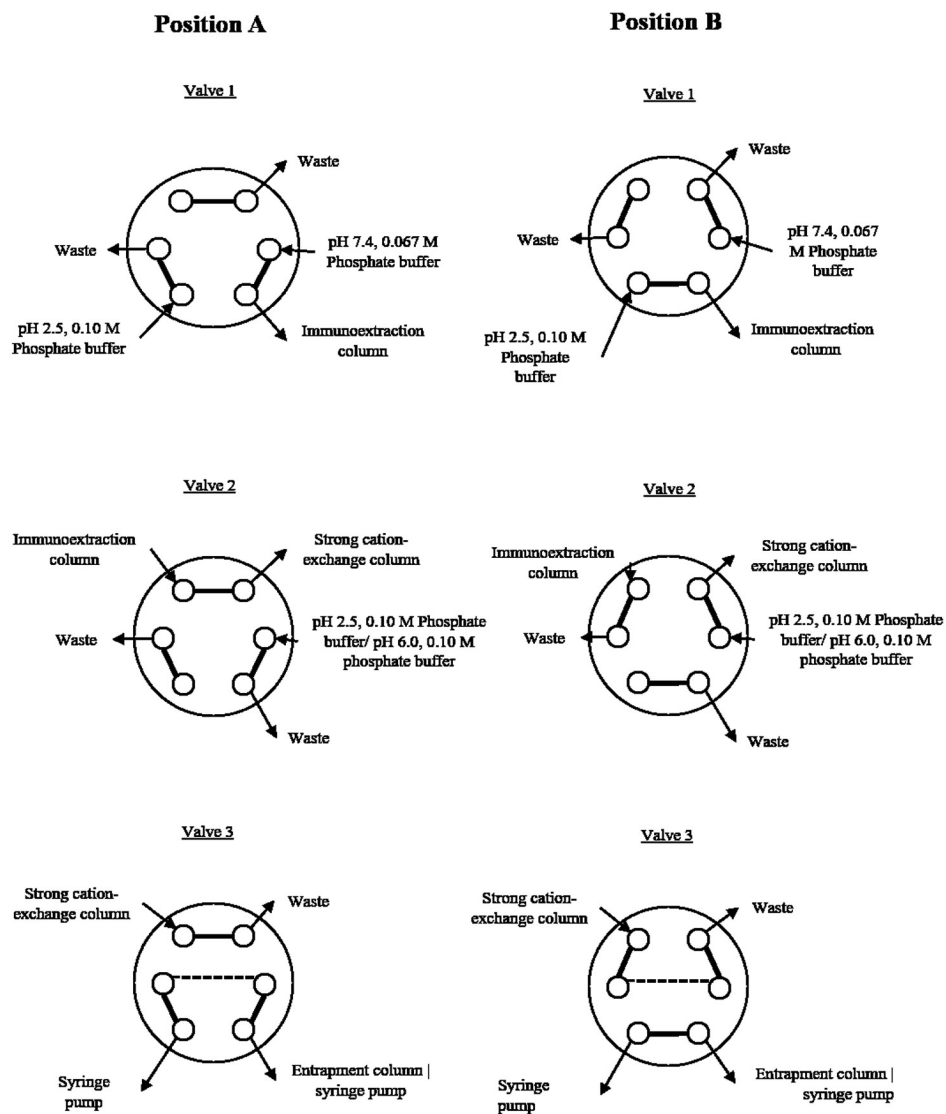 Position A
Position B
Valve 1
Valve 1
Waste
Waste
Waste
pH 7.4, 0.067 M
Phosphate buffer
Waste
pH 7.4, 0.067
M Phosphate
buffer
pH 2.5, 0.10 M
Phosphate buffer
Immunoextraction
column
pH 2.5, 0.10 M
Phosphate
buffer
Immunoextraction
column
Valve 2
Valve 2
Immunoextraction
column
Strong cation-
exchange column
Immunoextraction
column
Strong cation-
exchange column
Waste
pH 2.5, 0.10 M Phosphate
buffer/ pH 6.0, 0.10 M
phosphate buffer
Waste
pH 2.5, 0.10 M Phosphate
buffer/ pH 6.0, 0.10 M
phosphate buffer
Waste
Waste
Valve 3
Valve 3
Strong cation-
exchange column
Waste
Strong cation-
exchange column
Waste
Syringe
pump
Entrapment column |
syringe pump
Syringe
pump
Entrapment column |
syringe pump